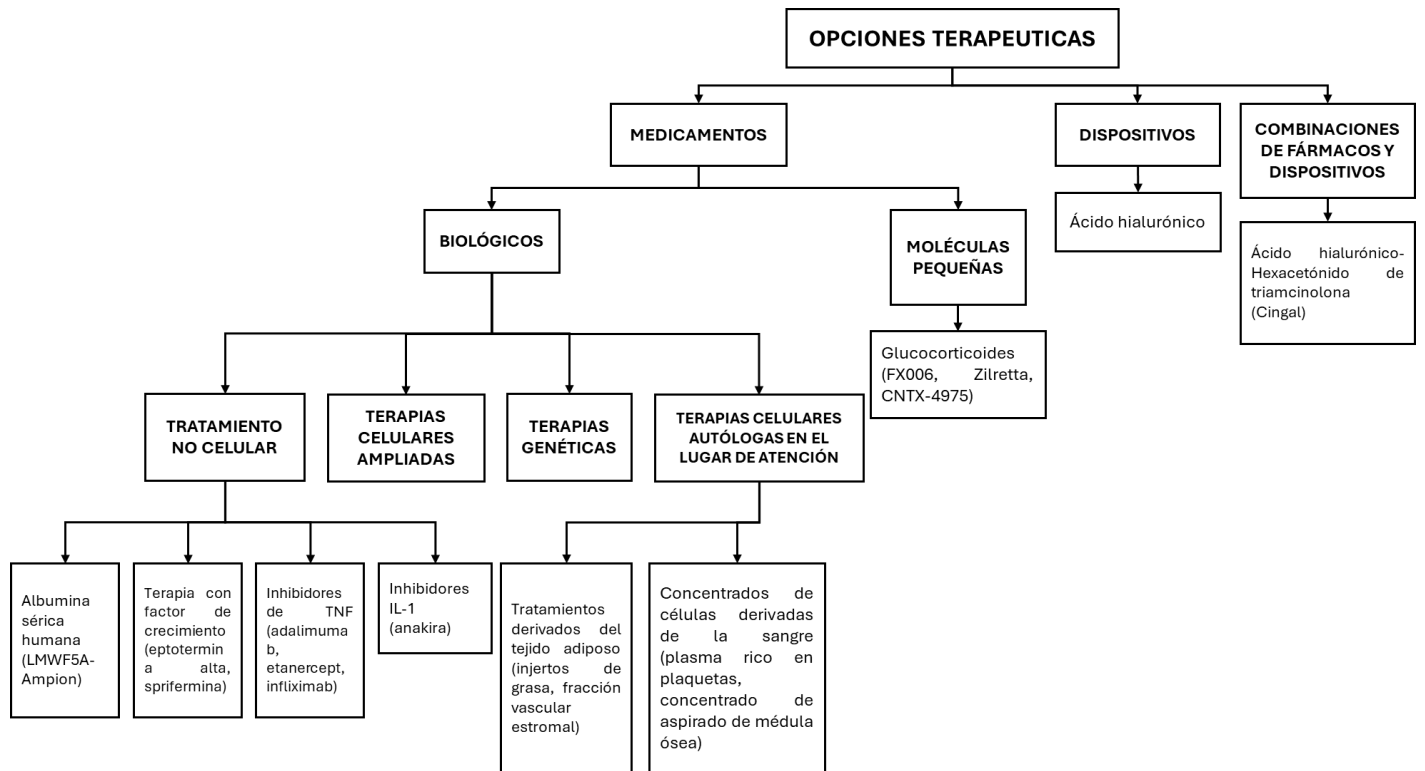 OPCIONES TERAPEUTICAS
MEDICAMENTOS
DISPOSITIVOS
COMBINACIONES
DE FÁRMACOS Y
DISPOSITIVOS
Ácido hialurónico
Ácido hialurónico-
Hexacetónido de
triamcinolona
(Cingal)
BIOLÓGICOS
MOLÉCULAS
PEQUEÑAS
Glucocorticoides
(FX006, Zilretta,
CNTX-4975)
TRATAMIENTO
NO CELULAR
TERAPIAS
CELULARES
AMPLIADAS
TERAPIAS
GENÉTICAS
TERAPIAS CELULARES
AUTÓLOGAS EN EL
LUGAR DE ATENCIÓN
Albumina
sérica
humana
(LMWF5A-
Ampion)
Terapia con
factor de
crecimiento
(eptotermin
a alta,
sprifermina)
Inhibidores
de TNF
(adalimuma
b,
etanercept,
infliximab)
Inhibidores
IL-1
(anakira)
Tratamientos
derivados del
tejido adiposo
(injertos de
grasa, fracción
vascular
estromal)
Concentrados de
células derivadas
de la sangre
(plasma rico en
plaquetas,
concentrado de
aspirado de médula
ósea)